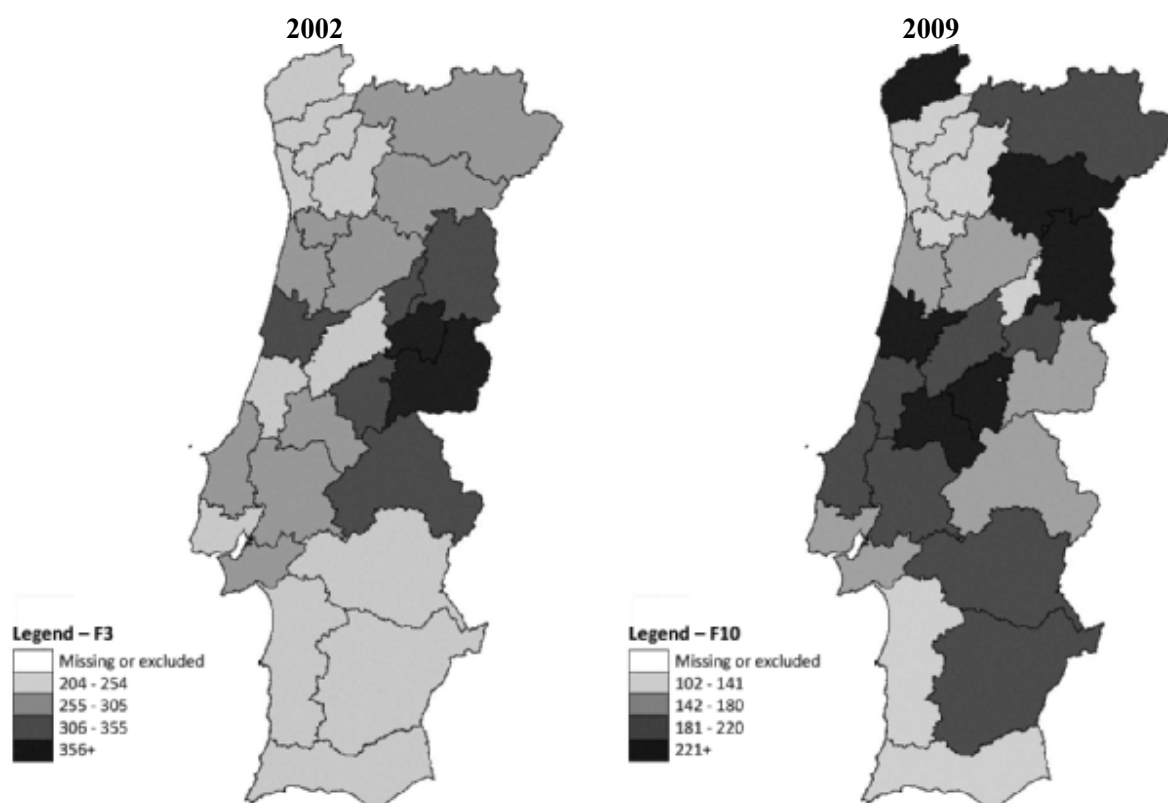 2002
2009
Legend – F3
Missing or excluded
204 - 254
255 - 305
306 - 355
356+
Legend – F10
Missing or excluded
102 - 141
142 - 180
181 - 220
221+